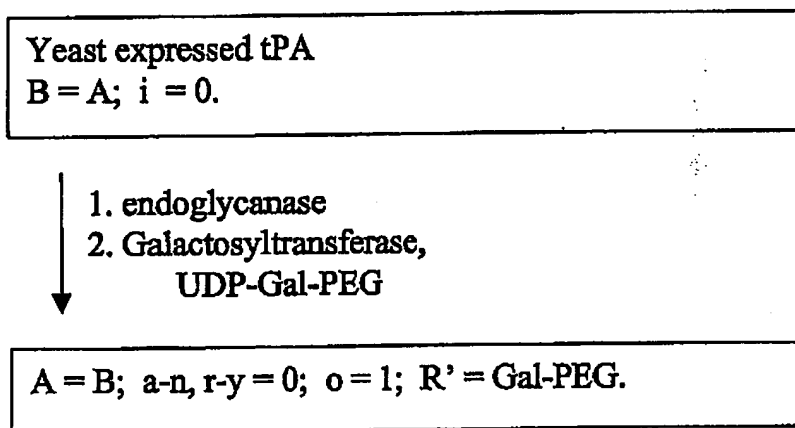 Yeast expressed tPA
B = A; i = 0.
1. endoglycanase
2. Galactosyltransferase,
UDP-Gal-PEG
A = B; a-n, r-y = 0; o = 1; R' = Gal-PEG.